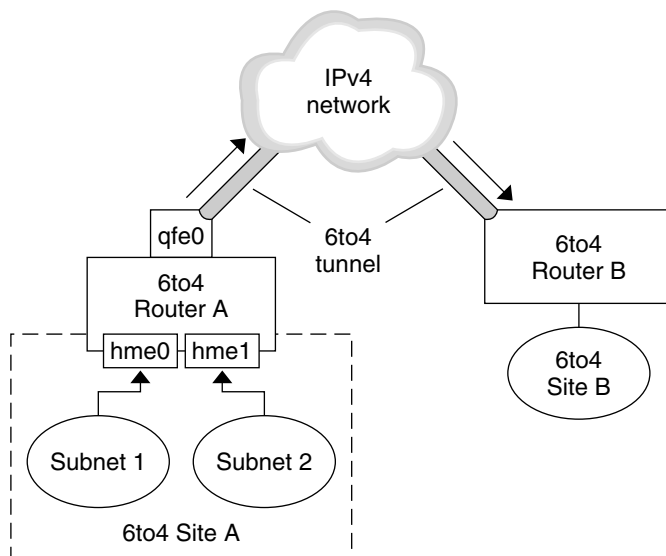 IPv4
network
qfe0
6to4
tunnel
6to4
Router A
6to4
Router B
hme0
hme1
6to4
Site B
Subnet 1
Subnet 2
6to4 Site A